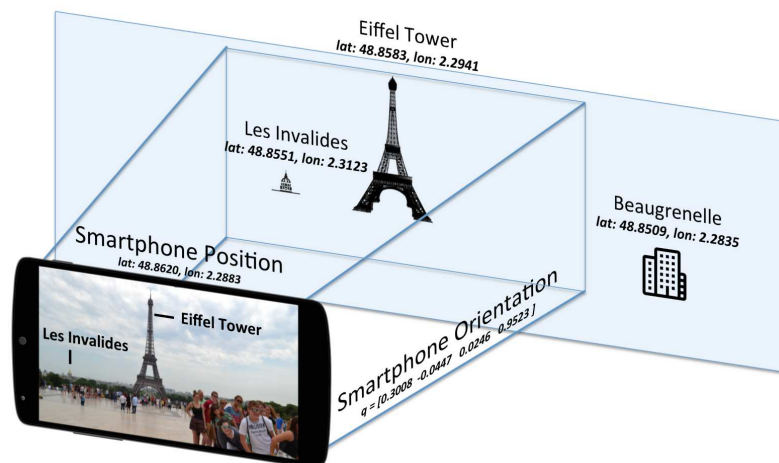 Eiffel Tower
lat: 48.8583, lon: 2.2941
Les Invalides
lat: 48.8551, lon: 2.3123
Beaugrenelle
lat: 48.8509, lon: 2.2835
Smartphone Position
lat: 48.8620, lon: 2.2883
Smartphone Orientation
q = [0.3008 -0.0447 0.0246 0.9523 ]
Eiffel Tower
Les Invalides